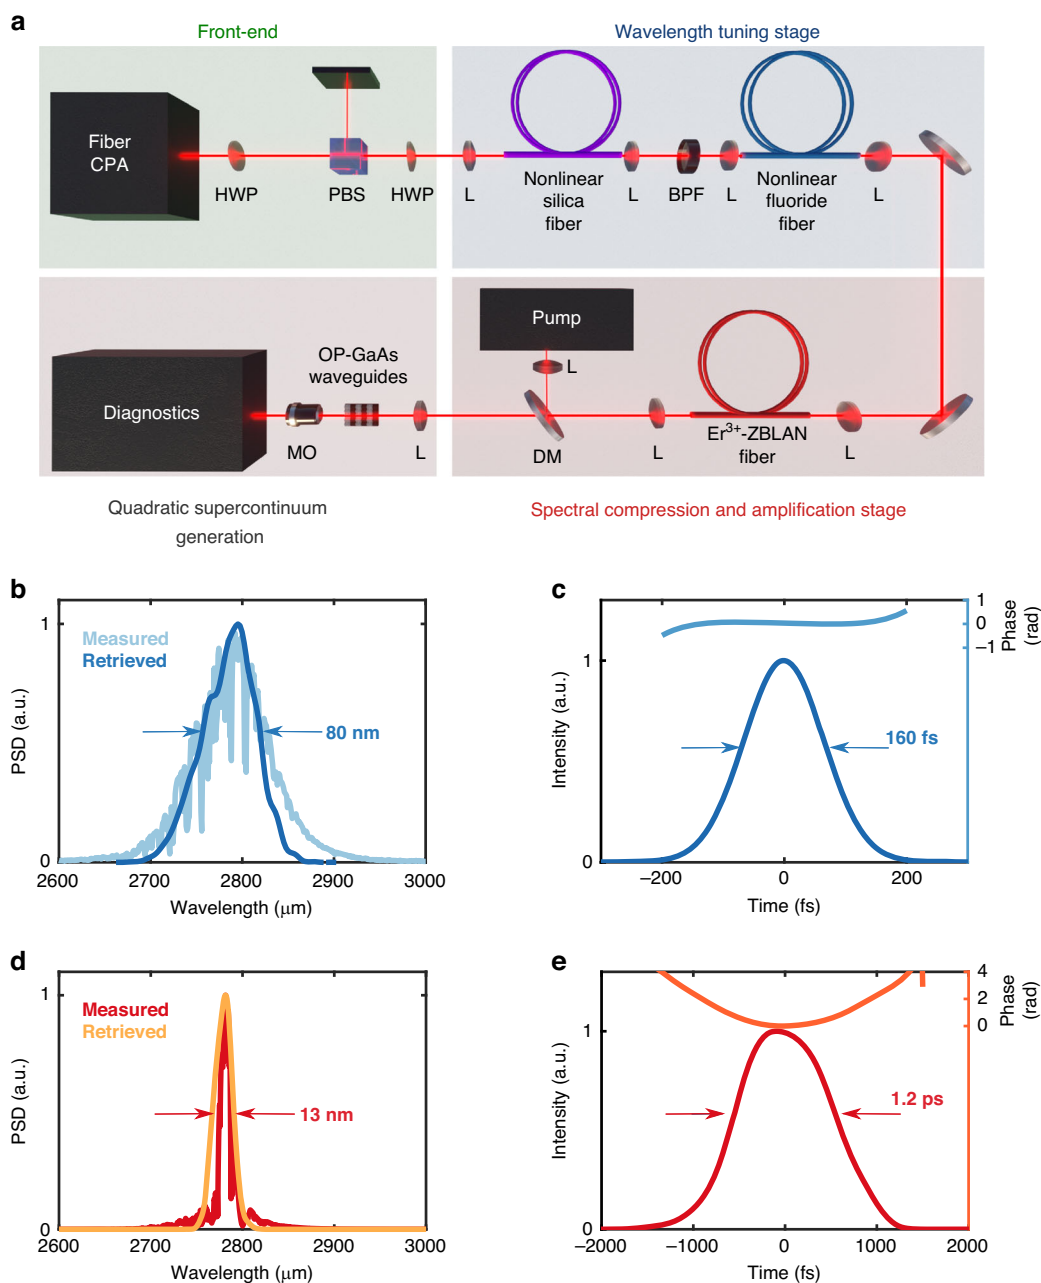 a
Front-end
Wavelength tuning stage
Fiber
CPA
HWP
PBS
HWP
L
Nonlinear
silica
fiber
L
BPF
L
Nonlinear
fluoride
fiber
L
Diagnostics
MO
OP-GaAs
waveguides
L
Pump
L
DM
L
Er³⁺-ZBLAN
fiber
L
Quadratic supercontinuum
generation
Spectral compression and amplification stage
b
PSD (a.u.)
1
0
Measured
Retrieved
80 nm
2600 2700 2800 2900 3000
Wavelength (μm)
c
Intensity (a.u.)
1
0
160 fs
1
0
−1
Phase
(rad)
−200 0 200
Time (fs)
d
PSD (a.u.)
1
0
Measured
Retrieved
13 nm
2600 2700 2800 2900 3000
Wavelength (μm)
e
Intensity (a.u.)
1
0
1.2 ps
4
2
0
Phase
(rad)
−2000 −1000 0 1000 2000
Time (fs)